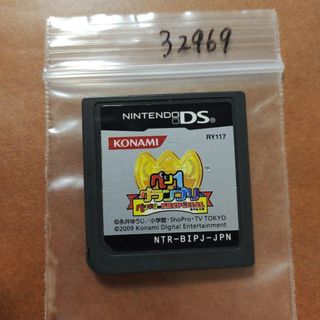 32969
NINTENDO DS
KONAMI
RY117
ペン1
グランプリ
SPECIAL
©永井ゆうじ/小学館・ShoPro・TV TOKYO
©2009 Konami Digital Entertainment
NTR-BIPJ-JPN